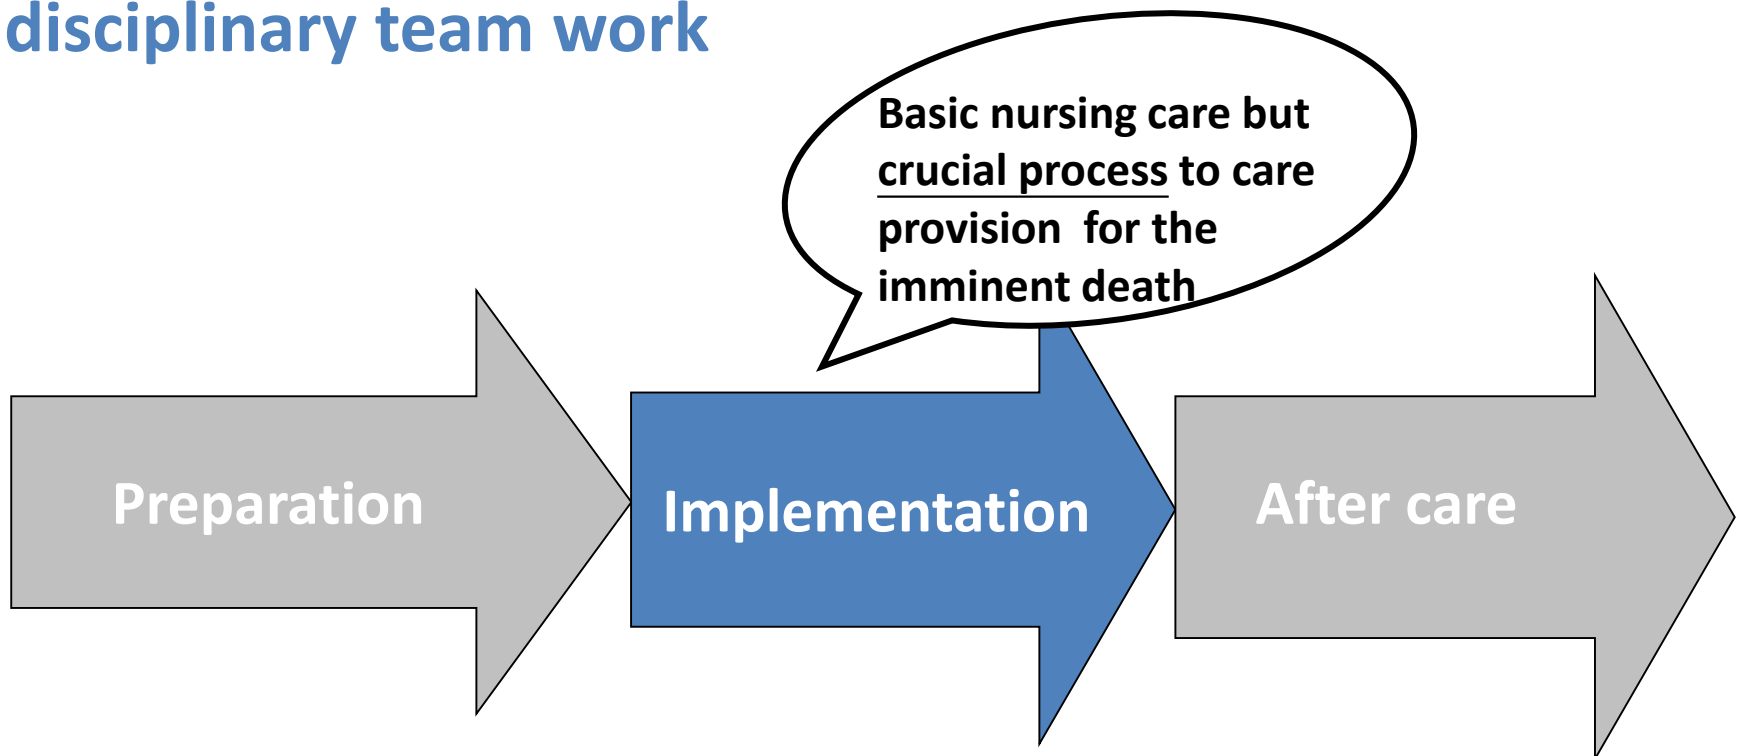 disciplinary team work
Basic nursing care but
crucial process to care
provision  for the
imminent death
Preparation
Implementation
After care